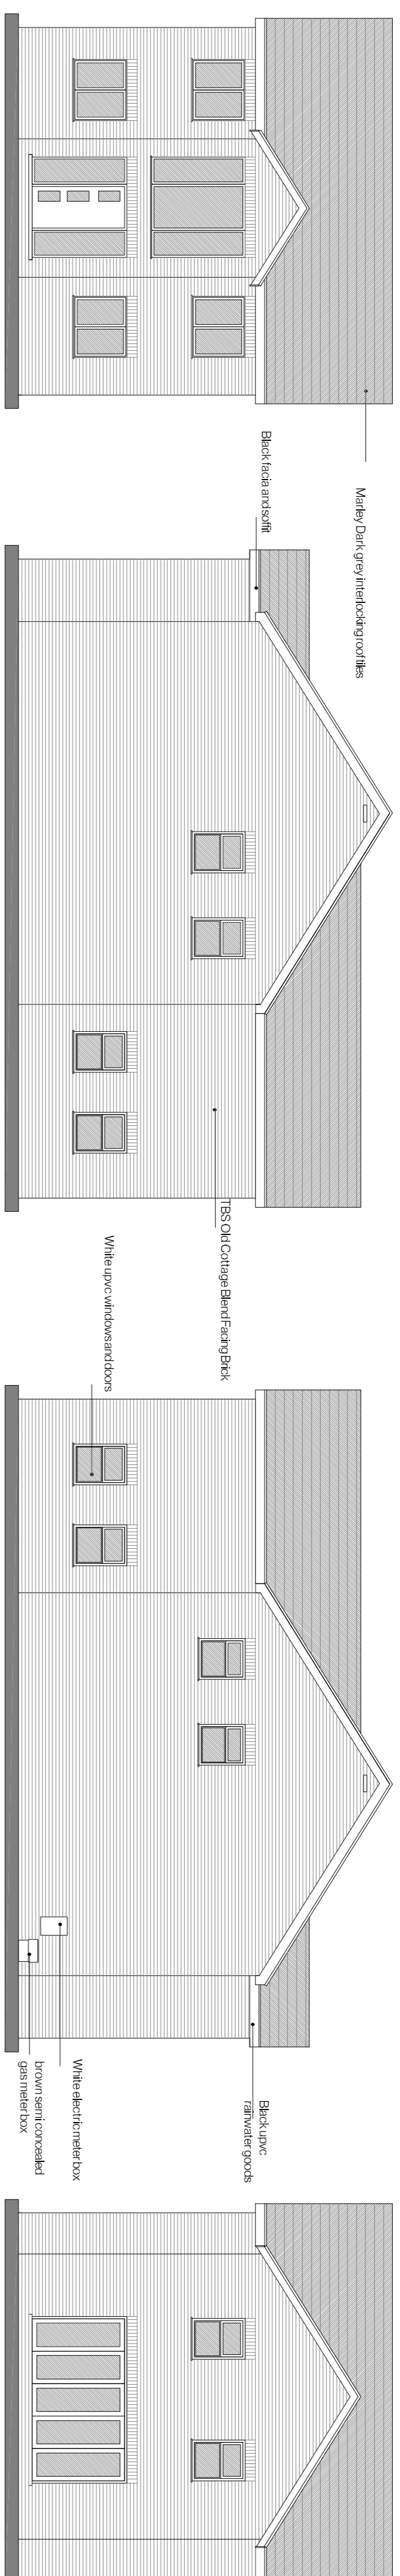 Marley Dark grey interlocking roof tiles
Black facia and soffit
TBS Old Cottage Blend Facing Brick
White upvc windows and doors
Black upvc
rainwater goods
White electric meter box
brown semi concealed
gas meter box